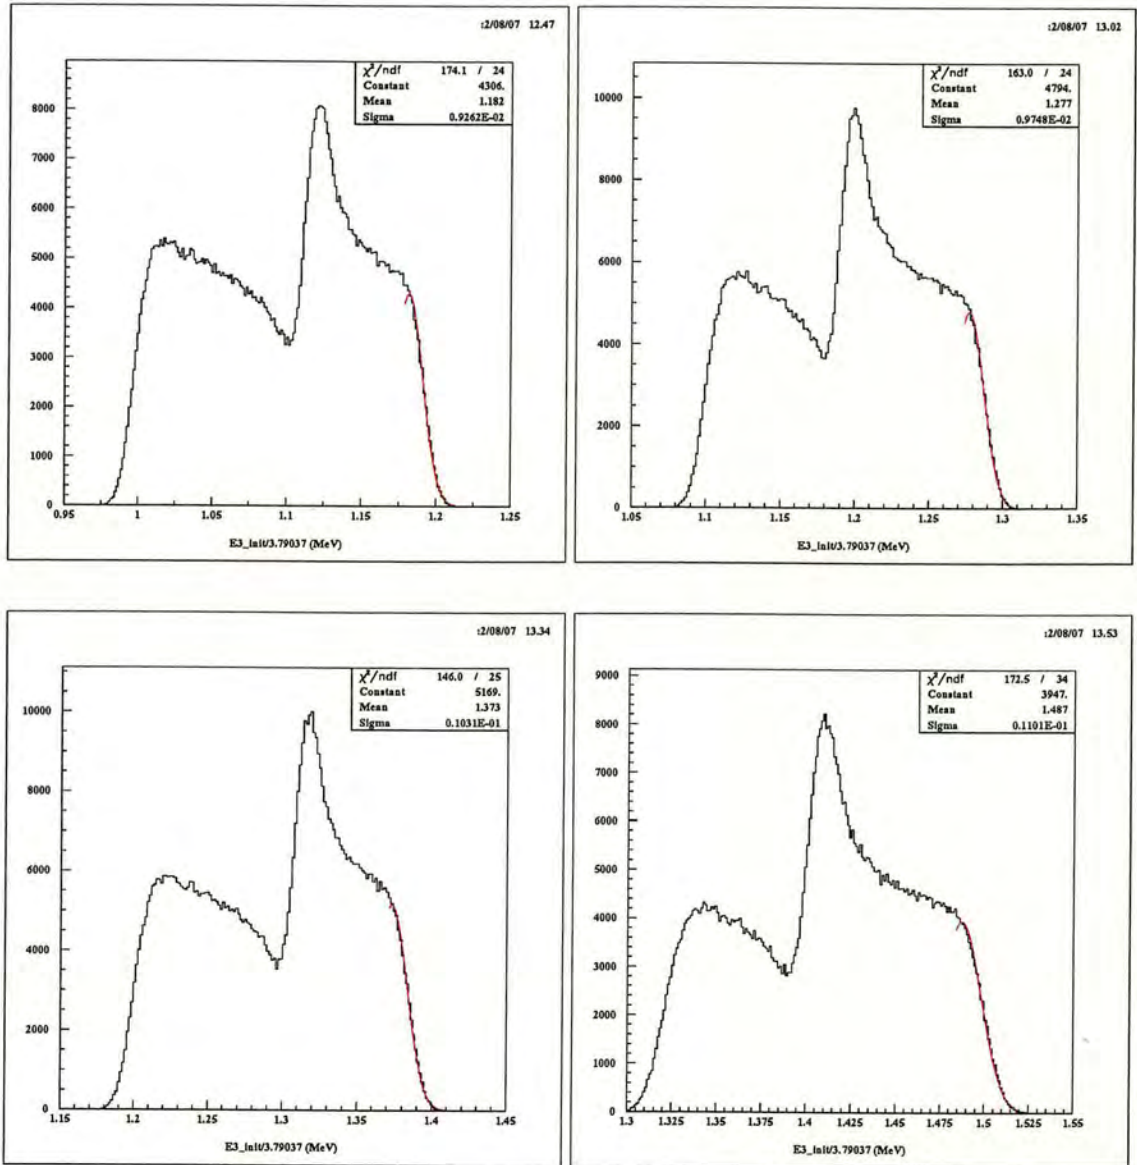 :2/08/07 12.47
χ²/ndf 174.1 / 24
Constant 4306.
Mean 1.182
Sigma 0.9262E-02
8000
7000
6000
5000
4000
3000
2000
1000
0
0.95 1 1.05 1.1 1.15 1.2 1.25
E3_init/3.79037 (MeV)
:2/08/07 13.02
χ²/ndf 163.0 / 24
Constant 4794.
Mean 1.277
Sigma 0.9748E-02
10000
8000
6000
4000
2000
0
1.05 1.1 1.15 1.2 1.25 1.3 1.35
E3_init/3.79037 (MeV)
:2/08/07 13.34
χ²/ndf 146.0 / 25
Constant 5169.
Mean 1.373
Sigma 0.1031E-01
10000
8000
6000
4000
2000
0
1.15 1.2 1.25 1.3 1.35 1.4 1.45
E3_init/3.79037 (MeV)
:2/08/07 13.53
χ²/ndf 172.5 / 34
Constant 3947.
Mean 1.487
Sigma 0.1101E-01
9000
8000
7000
6000
5000
4000
3000
2000
1000
0
1.3 1.325 1.35 1.375 1.4 1.425 1.45 1.475 1.5 1.525 1.55
E3_init/3.79037 (MeV)